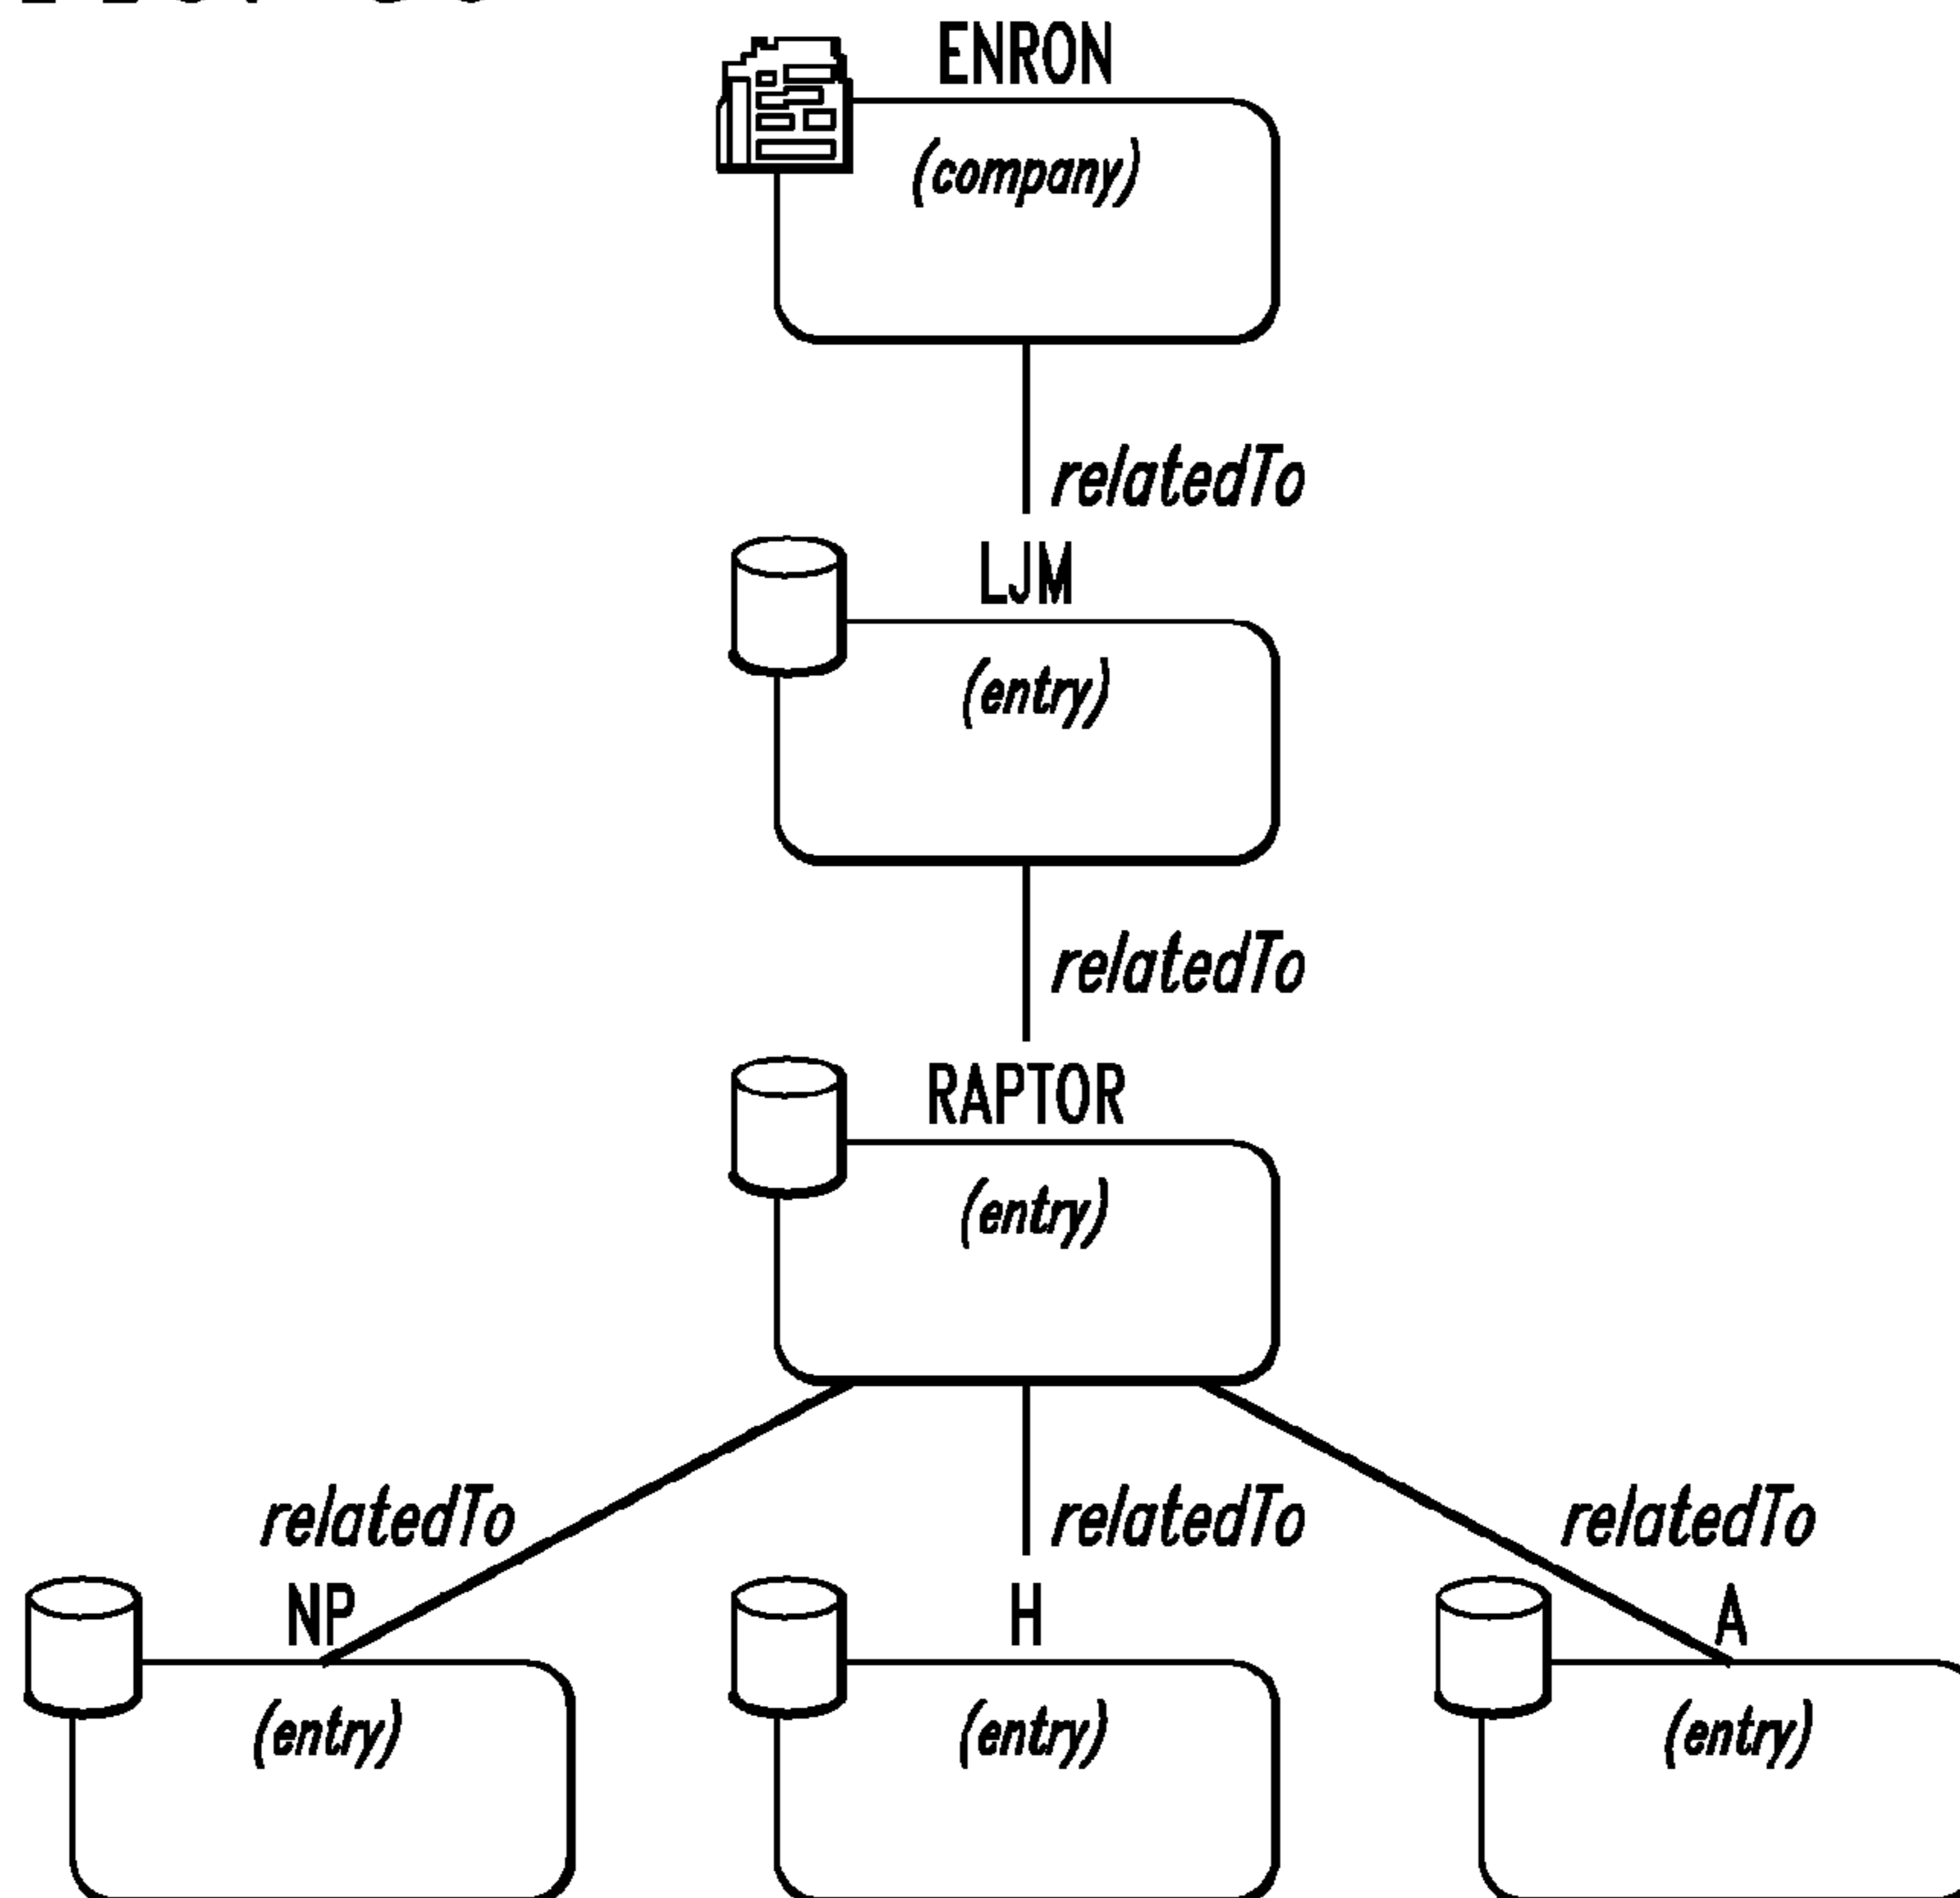 ENRON
(company)
relatedTo
LJM
(entry)
relatedTo
RAPTOR
(entry)
relatedTo relatedTo relatedTo
NP H A
(entry) (entry) (entry)